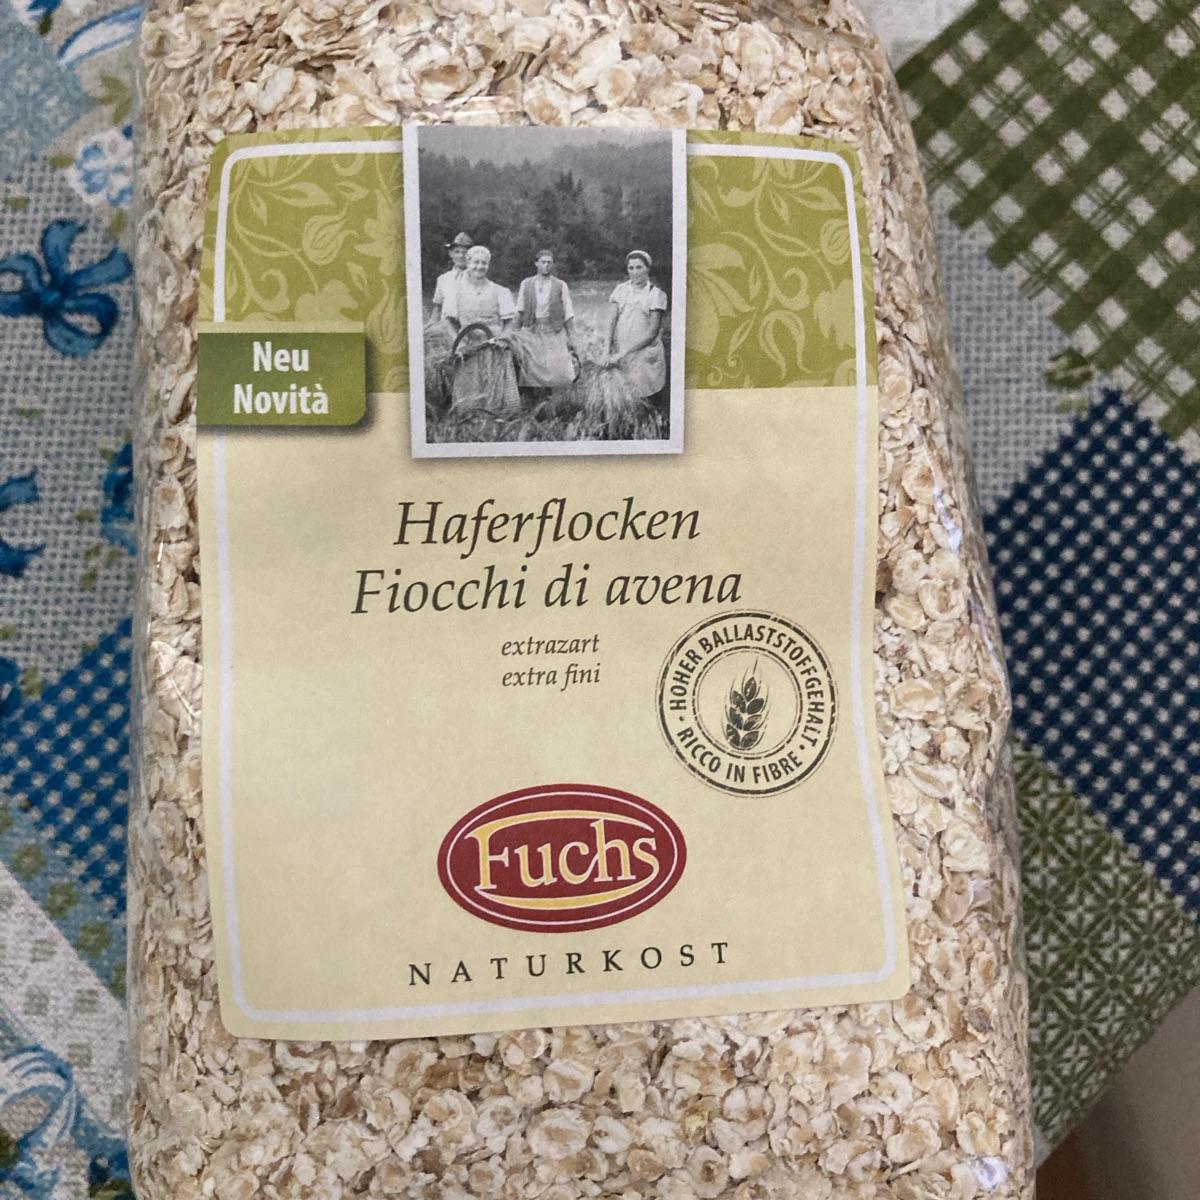 Neu
Novità
Haferflocken
Fiocchi di avena
extrazart
extra fini
HOHER BALLASTSTOFFGEHALT
RICCO IN FIBRE
Fuchs
NATURKOST